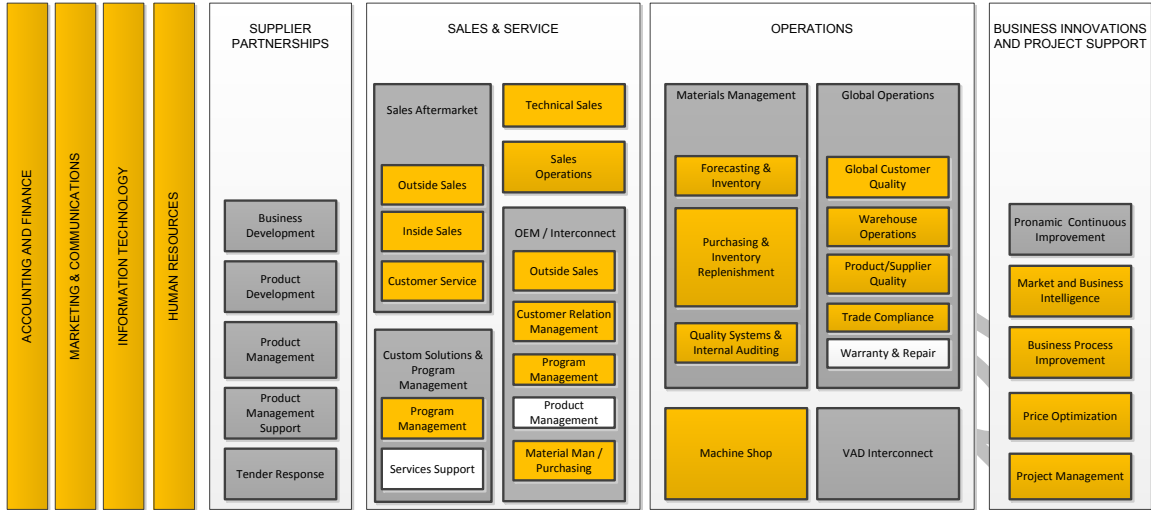 ACCOUNTING AND FINANCE
MARKETING & COMMUNICATIONS
INFORMATION TECHNOLOGY
HUMAN RESOURCES
SUPPLIER
PARTNERSHIPS
Business
Development
Product
Development
Product
Management
Product
Management
Support
Tender Response
SALES & SERVICE
Sales Aftermarket
Outside Sales
Inside Sales
Customer Service
Custom Solutions &
Program
Management
Program
Management
Services Support
Technical Sales
Sales
Operations
OEM / Interconnect
Outside Sales
Customer Relation
Management
Program
Management
Product
Management
Material Man /
Purchasing
OPERATIONS
Materials Management
Forecasting &
Inventory
Purchasing &
Inventory
Replenishment
Quality Systems &
Internal Auditing
Global Operations
Global Customer
Quality
Warehouse
Operations
Product/Supplier
Quality
Trade Compliance
Warranty & Repair
Machine Shop
VAD Interconnect
BUSINESS INNOVATIONS
AND PROJECT SUPPORT
Pronamic Continuous
Improvement
Market and Business
Intelligence
Business Process
Improvement
Price Optimization
Project Management